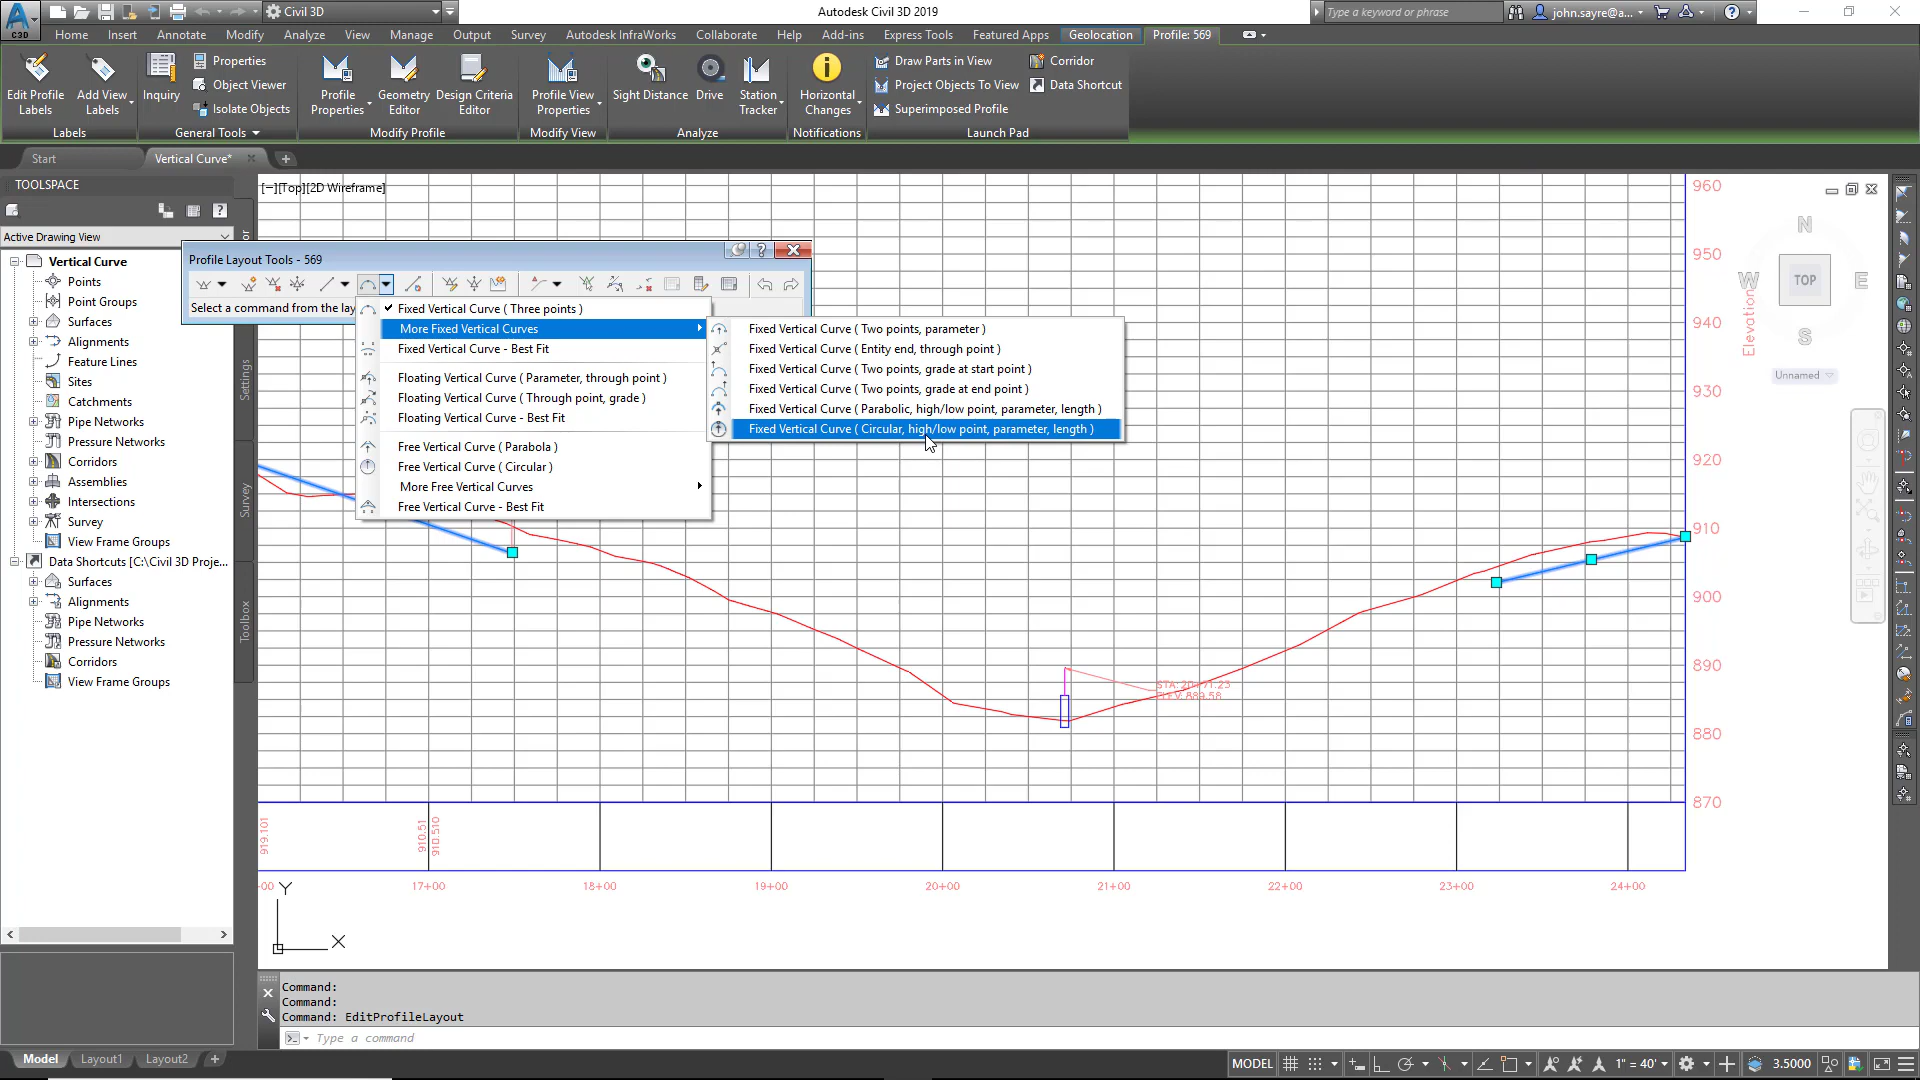 Civil 3D
Autodesk Civil 3D 2019
Type a keyword or phrase
john.sayre@a...
C3D
Home Insert Annotate Modify Analyze View Manage Output Survey Autodesk InfraWorks Collaborate Help Add-ins Express Tools Featured Apps Geolocation Profile: 569
Edit Profile Labels
Add View Labels
Inquiry
Properties
Object Viewer
Isolate Objects
Profile Properties
Geometry Editor
Design Criteria Editor
Profile View Properties
Sight Distance
Drive
Station Tracker
Horizontal Changes
Draw Parts in View
Project Objects To View
Superimposed Profile
Corridor
Data Shortcut
Labels General Tools Modify Profile Modify View Analyze Notifications Launch Pad
Start Vertical Curve*
TOOLSPACE
Active Drawing View
Vertical Curve
Points
Point Groups
Surfaces
Alignments
Feature Lines
Sites
Catchments
Pipe Networks
Pressure Networks
Corridors
Assemblies
Intersections
Survey
View Frame Groups
Data Shortcuts [C:\Civil 3D Proje...
Surfaces
Alignments
Pipe Networks
Pressure Networks
Corridors
View Frame Groups
Settings
Survey
Toolbox
[−][Top][2D Wireframe]
Profile Layout Tools - 569
Select a command from the lay
Fixed Vertical Curve ( Three points )
More Fixed Vertical Curves
Fixed Vertical Curve - Best Fit
Floating Vertical Curve ( Parameter, through point )
Floating Vertical Curve ( Through point, grade )
Floating Vertical Curve - Best Fit
Free Vertical Curve ( Parabola )
Free Vertical Curve ( Circular )
More Free Vertical Curves
Free Vertical Curve - Best Fit
Fixed Vertical Curve ( Two points, parameter )
Fixed Vertical Curve ( Entity end, through point )
Fixed Vertical Curve ( Two points, grade at start point )
Fixed Vertical Curve ( Two points, grade at end point )
Fixed Vertical Curve ( Parabolic, high/low point, parameter, length )
Fixed Vertical Curve ( Circular, high/low point, parameter, length )
960
950
940
930
920
910
900
890
880
870
Elevation
N
W TOP E
S
Unnamed
ELEV: 889.58
919.101
910.51
910.510
+00 17+00 18+00 19+00 20+00 21+00 22+00 23+00 24+00
Y
X
Command:
Command:
Command: EditProfileLayout
Type a command
Model Layout1 Layout2
MODEL 1" = 40' 3.5000